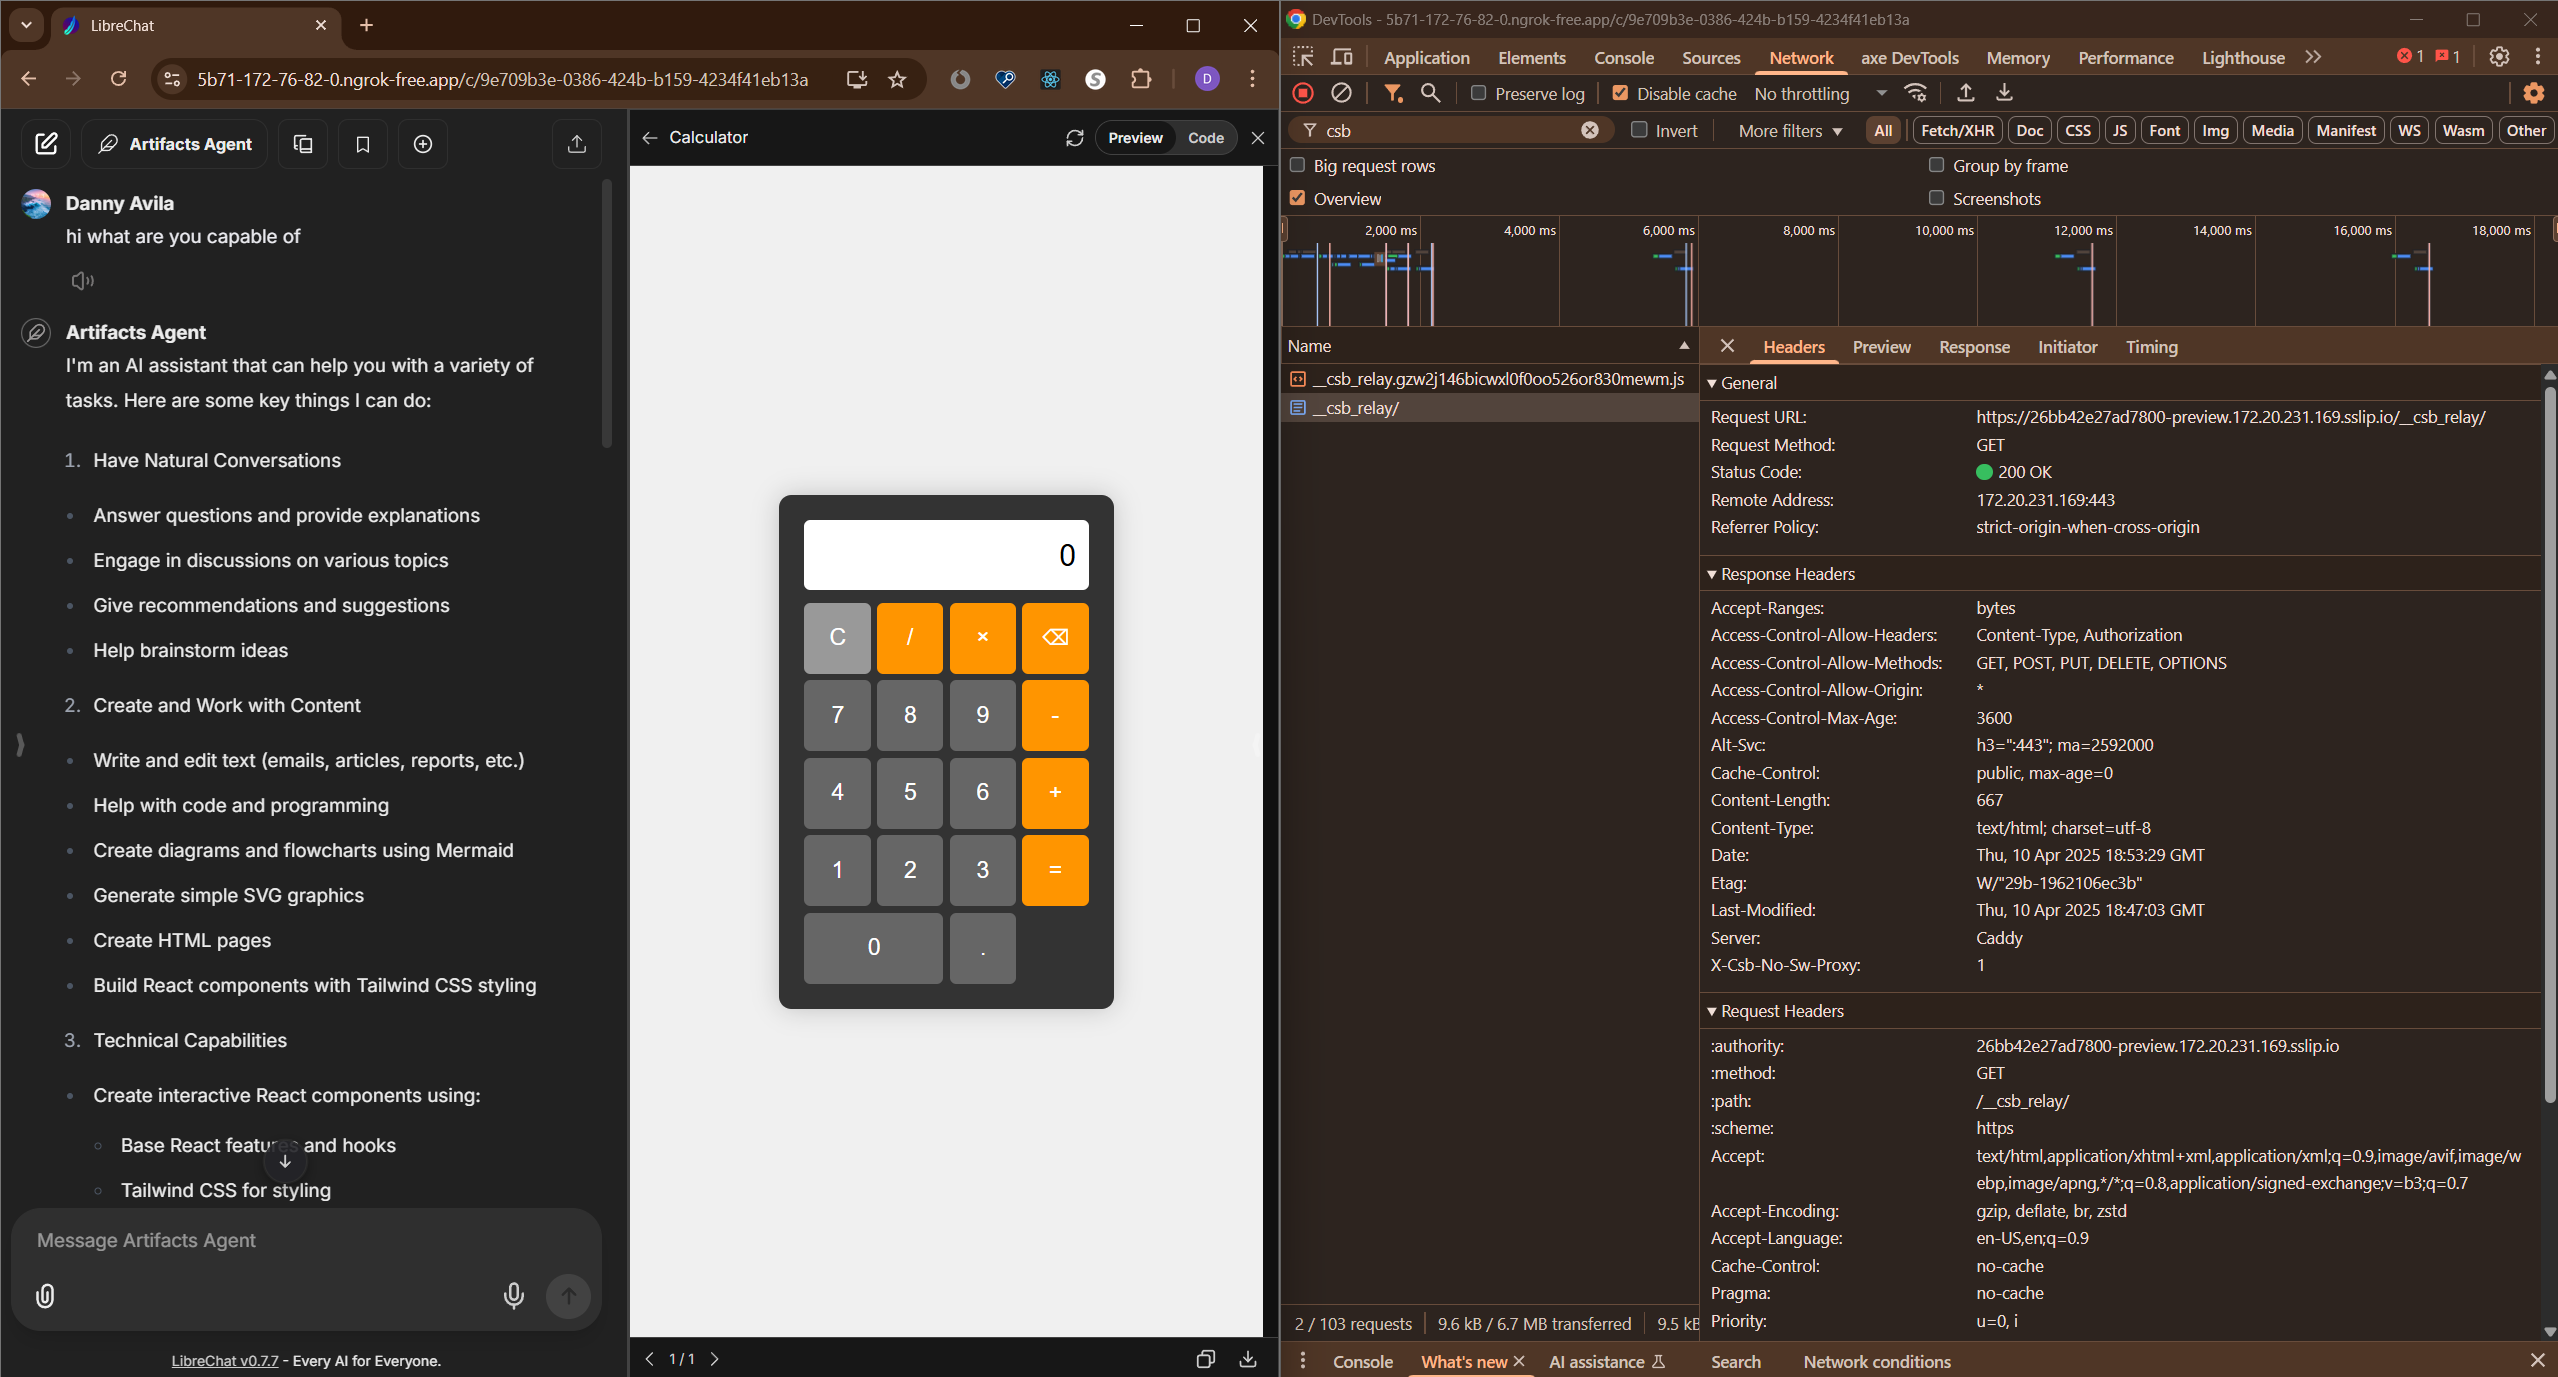 LibreChat
5b71-172-76-82-0.ngrok-free.app/c/9e709b3e-0386-424b-b159-4234f41eb13a
D
Artifacts Agent
Danny Avila
hi what are you capable of
Artifacts Agent
I'm an AI assistant that can help you with a variety of
tasks. Here are some key things I can do:
1. Have Natural Conversations
• Answer questions and provide explanations
• Engage in discussions on various topics
• Give recommendations and suggestions
• Help brainstorm ideas
2. Create and Work with Content
• Write and edit text (emails, articles, reports, etc.)
• Help with code and programming
• Create diagrams and flowcharts using Mermaid
• Generate simple SVG graphics
• Create HTML pages
• Build React components with Tailwind CSS styling
3. Technical Capabilities
• Create interactive React components using:
○ Base React features and hooks
○ Tailwind CSS for styling
Message Artifacts Agent
LibreChat v0.7.7 - Every AI for Everyone.
Calculator
Preview Code
0
C / × ⌫
7 8 9 -
4 5 6 +
1 2 3 =
0 .
1 / 1
DevTools - 5b71-172-76-82-0.ngrok-free.app/c/9e709b3e-0386-424b-b159-4234f41eb13a
Application Elements Console Sources Network axe DevTools Memory Performance Lighthouse 1 1
Preserve log Disable cache No throttling
csb Invert More filters All Fetch/XHR Doc CSS JS Font Img Media Manifest WS Wasm Other
Big request rows Group by frame
Overview Screenshots
2,000 ms 4,000 ms 6,000 ms 8,000 ms 10,000 ms 12,000 ms 14,000 ms 16,000 ms 18,000 ms
Name
__csb_relay.gzw2j146bicwxl0f0oo526or830mewm.js
__csb_relay/
Headers Preview Response Initiator Timing
General
Request URL: https://26bb42e27ad7800-preview.172.20.231.169.sslip.io/__csb_relay/
Request Method: GET
Status Code: 200 OK
Remote Address: 172.20.231.169:443
Referrer Policy: strict-origin-when-cross-origin
Response Headers
Accept-Ranges: bytes
Access-Control-Allow-Headers: Content-Type, Authorization
Access-Control-Allow-Methods: GET, POST, PUT, DELETE, OPTIONS
Access-Control-Allow-Origin: *
Access-Control-Max-Age: 3600
Alt-Svc: h3=":443"; ma=2592000
Cache-Control: public, max-age=0
Content-Length: 667
Content-Type: text/html; charset=utf-8
Date: Thu, 10 Apr 2025 18:53:29 GMT
Etag: W/"29b-1962106ec3b"
Last-Modified: Thu, 10 Apr 2025 18:47:03 GMT
Server: Caddy
X-Csb-No-Sw-Proxy: 1
Request Headers
:authority: 26bb42e27ad7800-preview.172.20.231.169.sslip.io
:method: GET
:path: /__csb_relay/
:scheme: https
Accept: text/html,application/xhtml+xml,application/xml;q=0.9,image/avif,image/w
ebp,image/apng,*/*;q=0.8,application/signed-exchange;v=b3;q=0.7
Accept-Encoding: gzip, deflate, br, zstd
Accept-Language: en-US,en;q=0.9
Cache-Control: no-cache
Pragma: no-cache
Priority: u=0, i
2 / 103 requests 9.6 kB / 6.7 MB transferred 9.5 kB
Console What's new AI assistance Search Network conditions